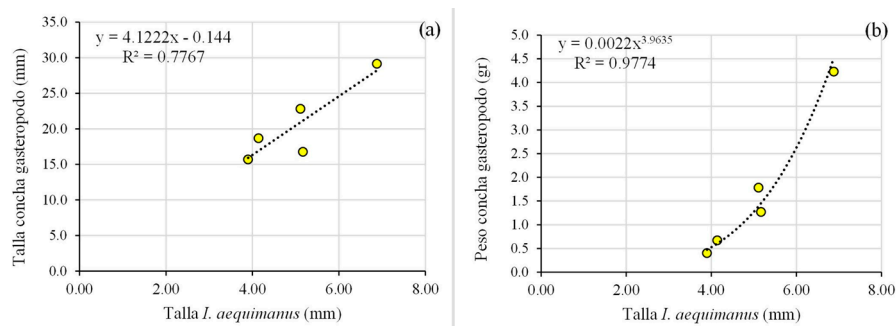 (a)
y = 4.1222x - 0.144
R² = 0.7767
Talla concha gasteropodo (mm)
35.0
30.0
25.0
20.0
15.0
10.0
5.0
0.0
0.00 2.00 4.00 6.00 8.00
Talla I. aequimanus (mm)
(b)
y = 0.0022x^3.9635
R² = 0.9774
Peso concha gasteropodo (gr)
5.0
4.5
4.0
3.5
3.0
2.5
2.0
1.5
1.0
0.5
0.0
0.00 2.00 4.00 6.00 8.00
Talla I. aequimanus (mm)